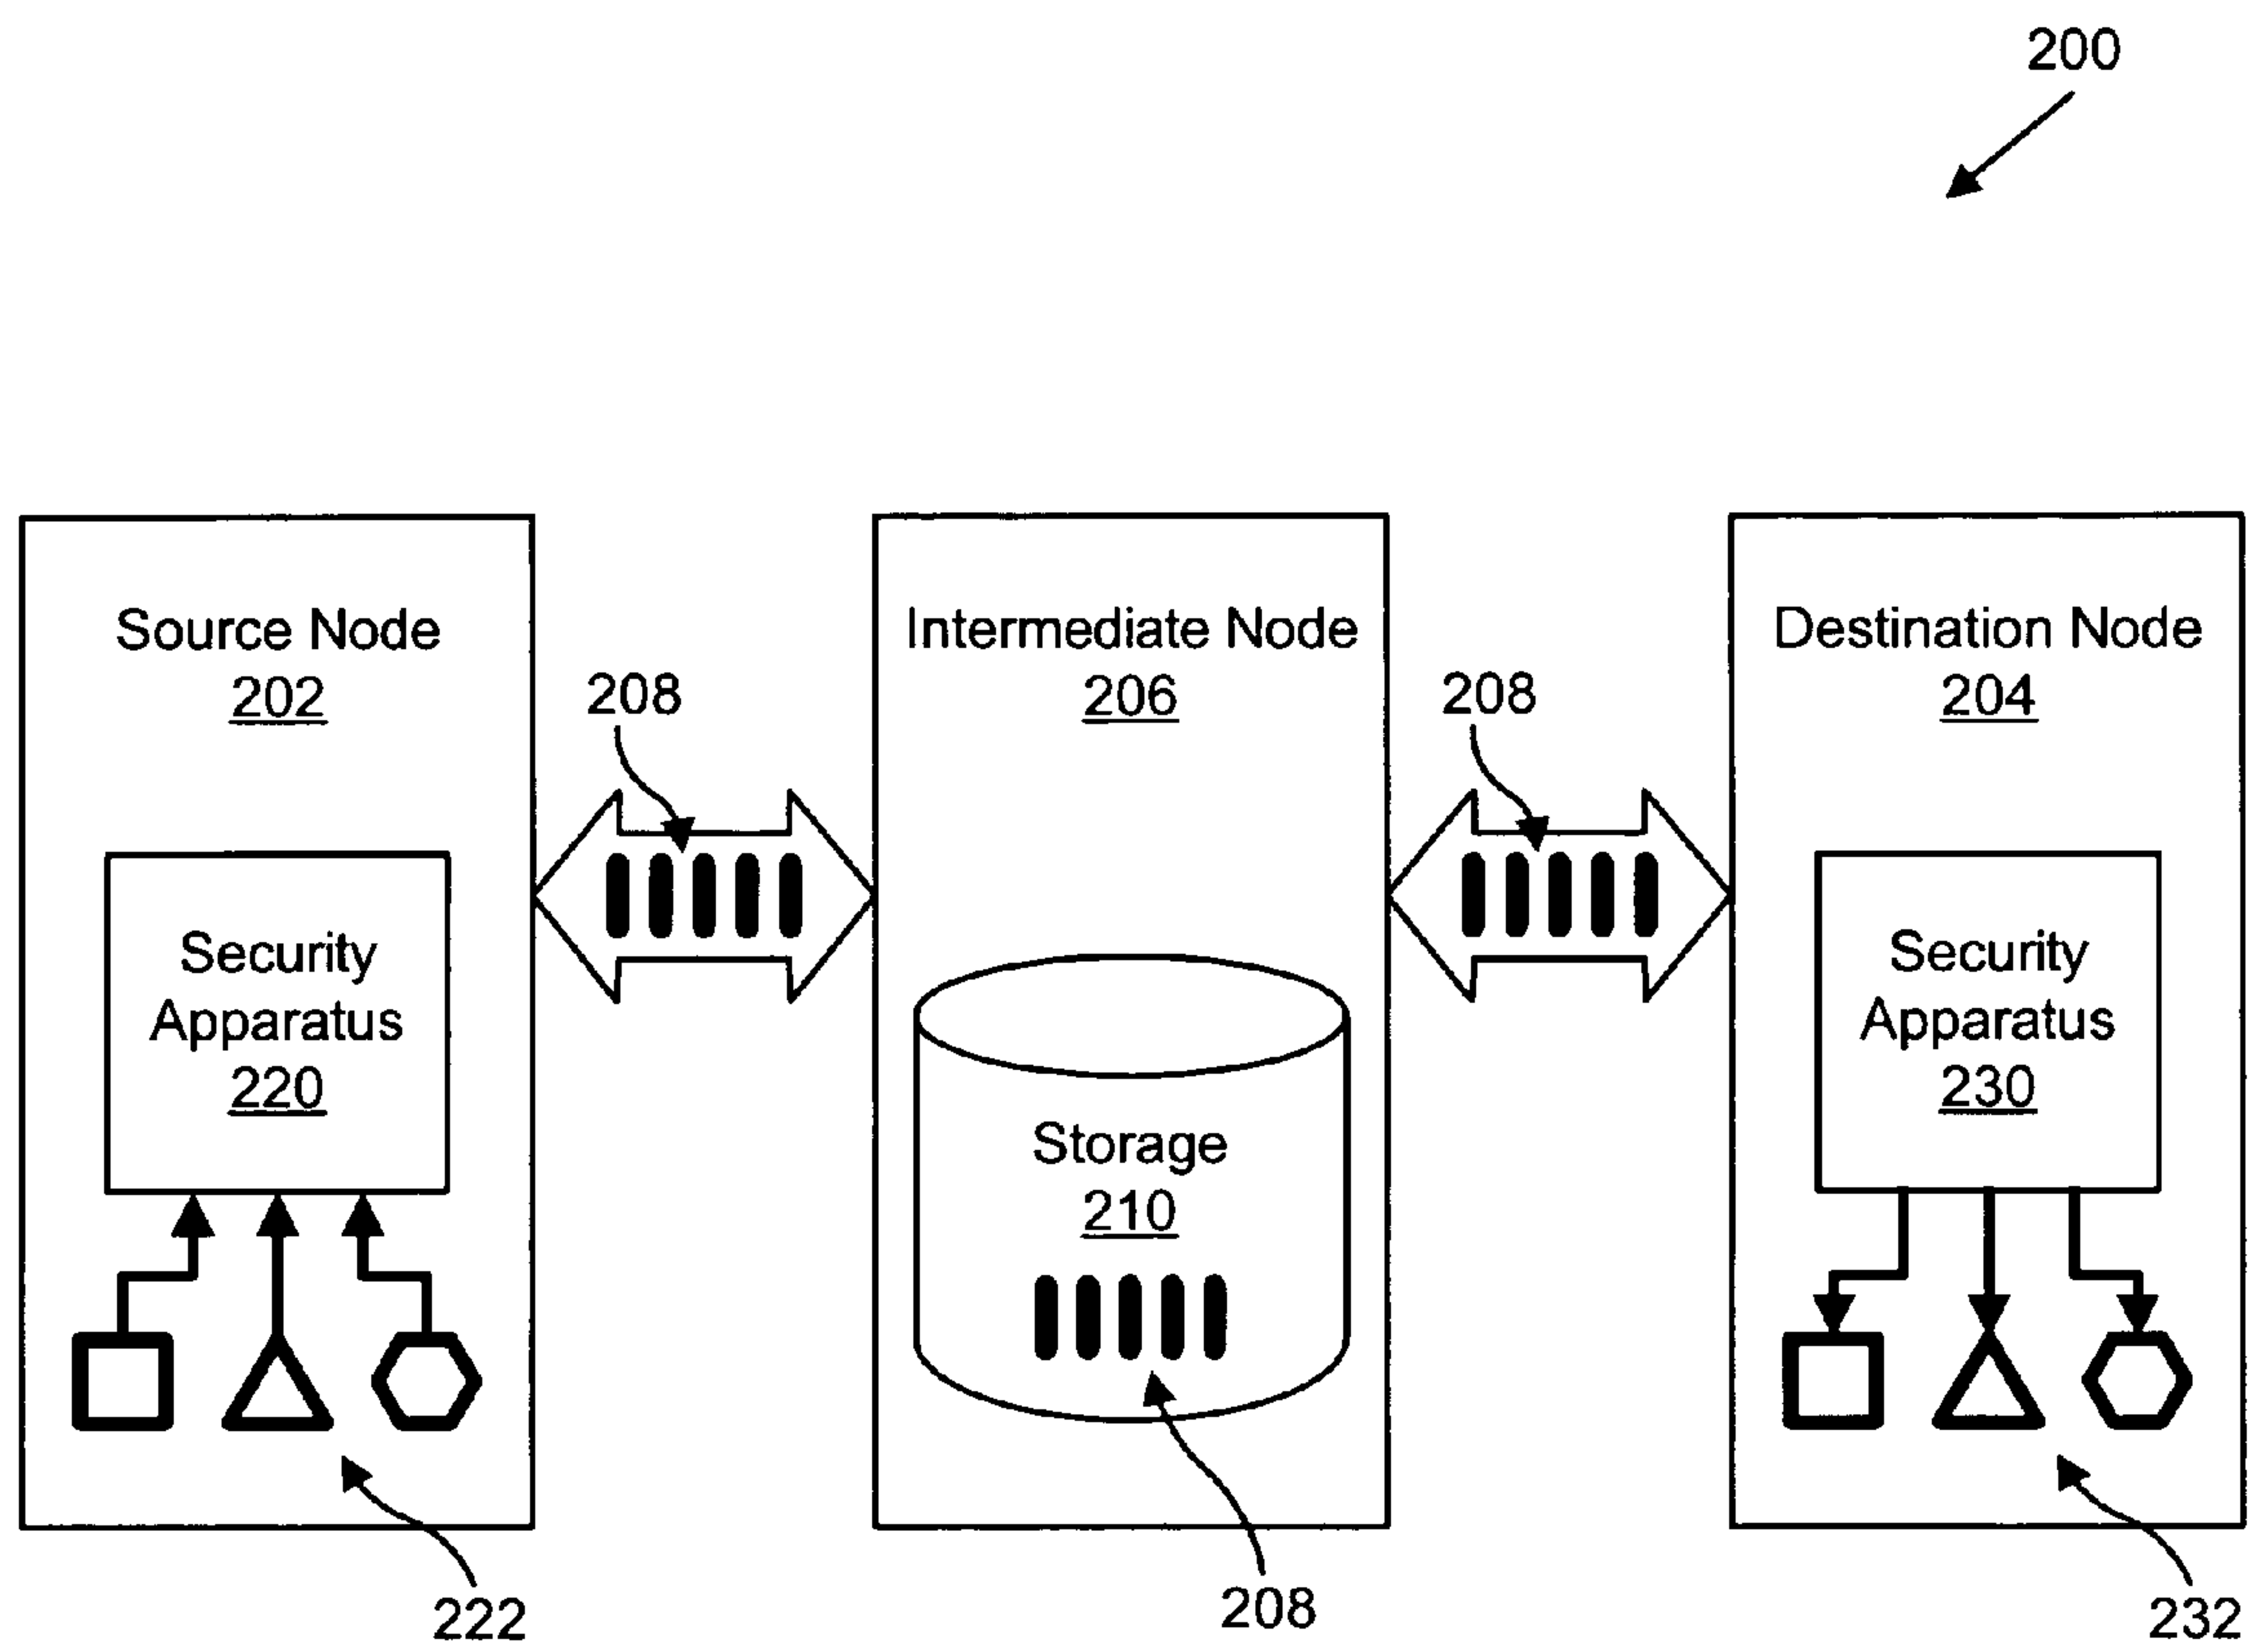 200
Source Node
202
208
Intermediate Node
206
208
Destination Node
204
Security
Apparatus
220
Storage
210
Security
Apparatus
230
222
208
232